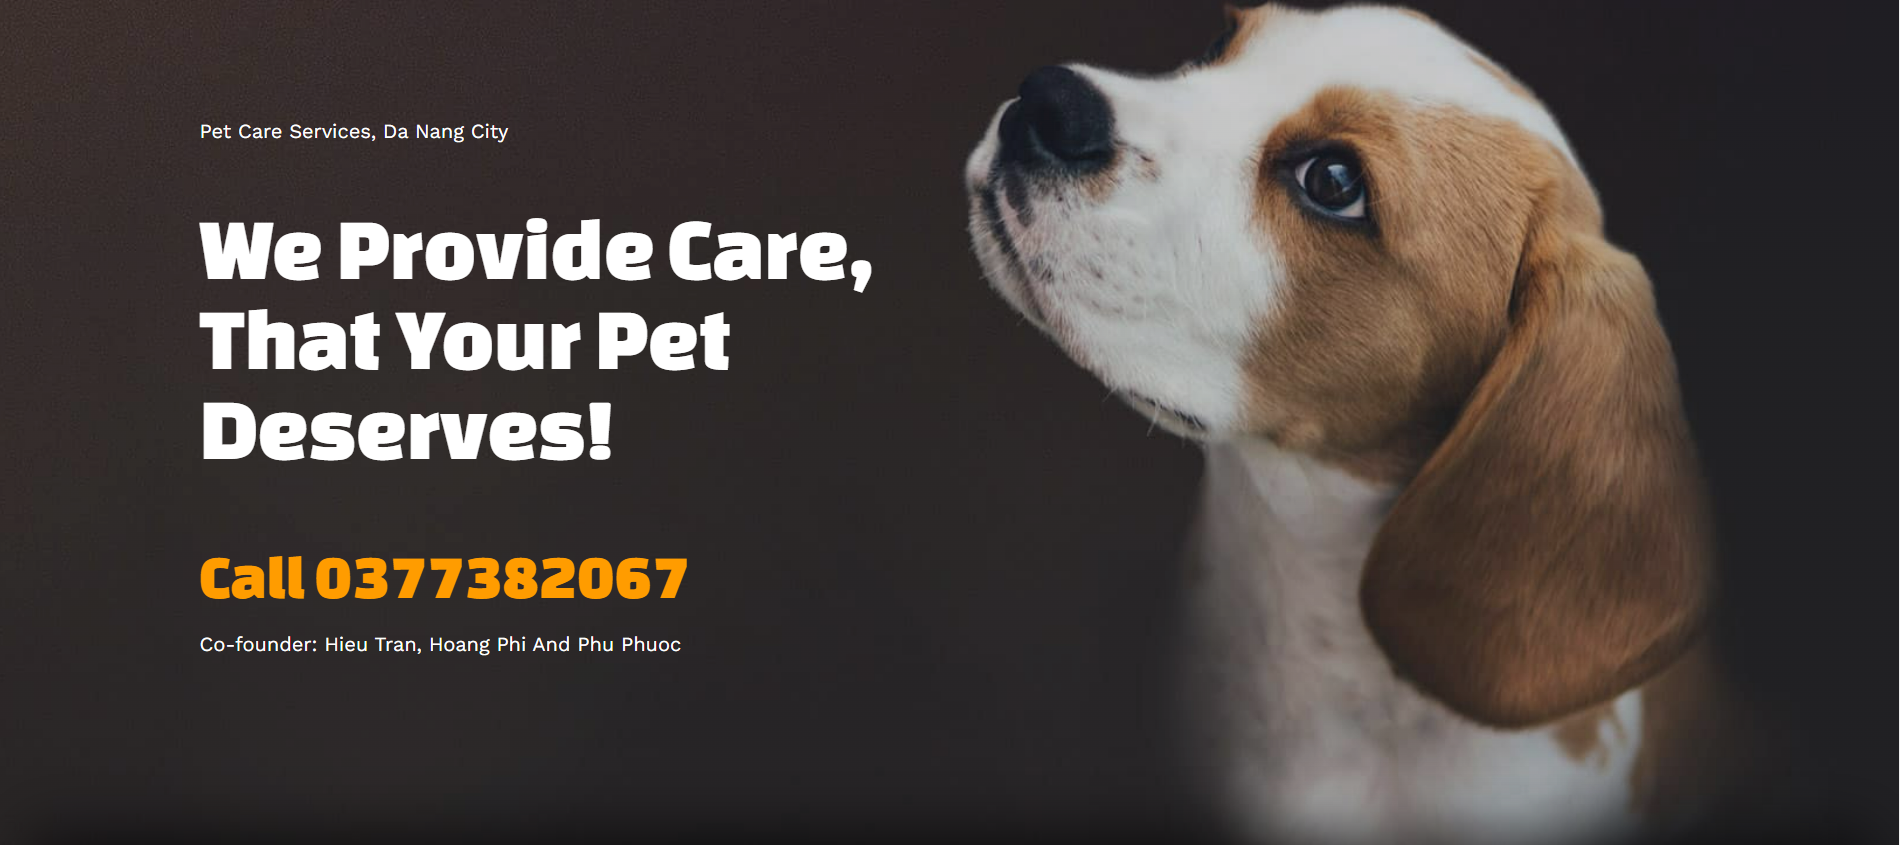 Pet Care Services, Da Nang City
We Provide Care,
That Your Pet
Deserves!
Call 0377382067
Co-founder: Hieu Tran, Hoang Phi And Phu Phuoc